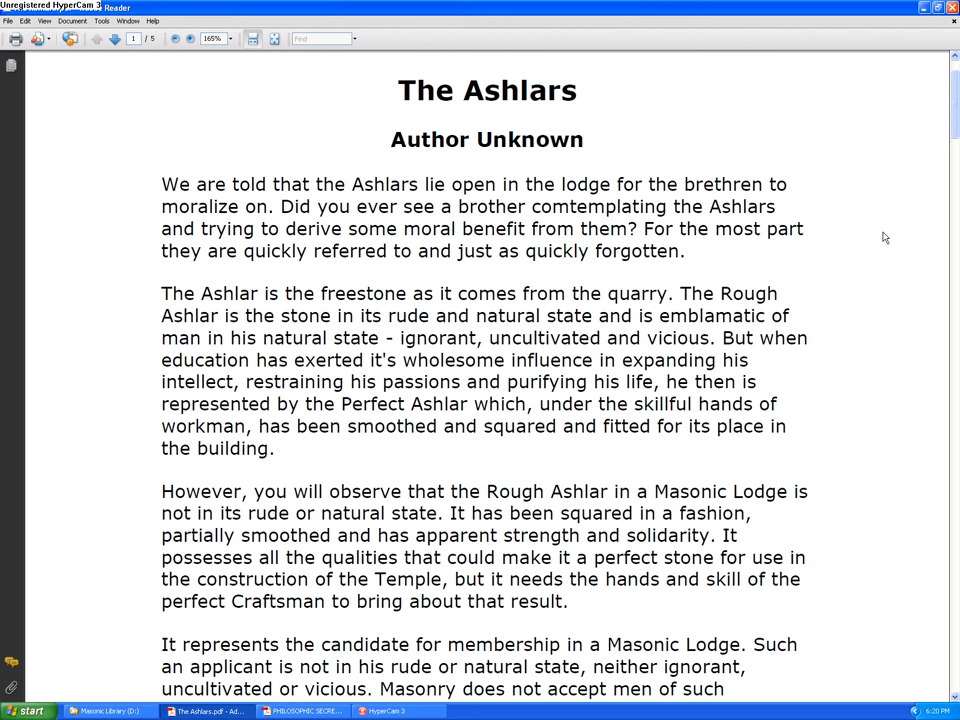 Unregistered HyperCam 3
Reader
File Edit View Document Tools Window Help
1 / 5 165% Find
The Ashlars
Author Unknown
We are told that the Ashlars lie open in the lodge for the brethren to
moralize on. Did you ever see a brother comtemplating the Ashlars
and trying to derive some moral benefit from them? For the most part
they are quickly referred to and just as quickly forgotten.
The Ashlar is the freestone as it comes from the quarry. The Rough
Ashlar is the stone in its rude and natural state and is emblamatic of
man in his natural state - ignorant, uncultivated and vicious. But when
education has exerted it's wholesome influence in expanding his
intellect, restraining his passions and purifying his life, he then is
represented by the Perfect Ashlar which, under the skillful hands of
workman, has been smoothed and squared and fitted for its place in
the building.
However, you will observe that the Rough Ashlar in a Masonic Lodge is
not in its rude or natural state. It has been squared in a fashion,
partially smoothed and has apparent strength and solidarity. It
possesses all the qualities that could make it a perfect stone for use in
the construction of the Temple, but it needs the hands and skill of the
perfect Craftsman to bring about that result.
It represents the candidate for membership in a Masonic Lodge. Such
an applicant is not in his rude or natural state, neither ignorant,
uncultivated or vicious. Masonry does not accept men of such
start Masonic Library (D:) The Ashlars.pdf - Ad... PHILOSOPHIC SECRE... HyperCam 3 6:20 PM